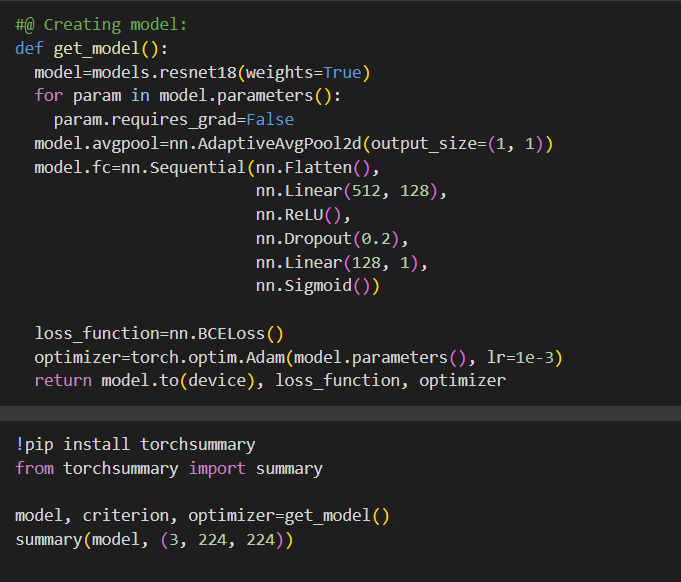 #@ Creating model:
def get_model():
  model=models.resnet18(weights=True)
  for param in model.parameters():
    param.requires_grad=False
  model.avgpool=nn.AdaptiveAvgPool2d(output_size=(1, 1))
  model.fc=nn.Sequential(nn.Flatten(),
                         nn.Linear(512, 128),
                         nn.ReLU(),
                         nn.Dropout(0.2),
                         nn.Linear(128, 1),
                         nn.Sigmoid())

  loss_function=nn.BCELoss()
  optimizer=torch.optim.Adam(model.parameters(), lr=1e-3)
  return model.to(device), loss_function, optimizer

!pip install torchsummary
from torchsummary import summary

model, criterion, optimizer=get_model()
summary(model, (3, 224, 224))